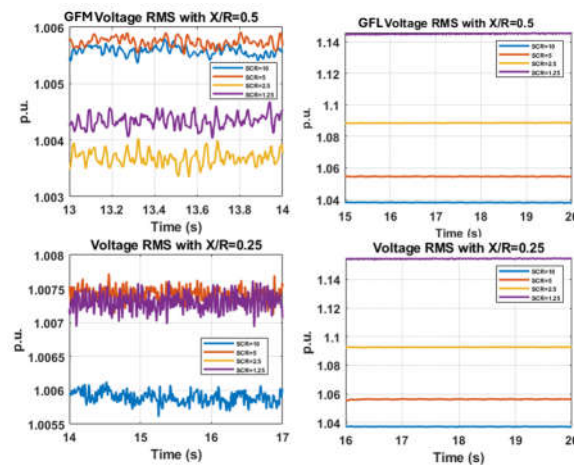 GFM Voltage RMS with X/R=0.5
1.006
1.005
1.004
1.003
p.u.
SCR=10
SCR=5
SCR=2.5
SCR=1.25
13 13.2 13.4 13.6 13.8 14
Time (s)
GFL Voltage RMS with X/R=0.5
1.14
1.12
1.1
1.08
1.06
1.04
p.u.
SCR=10
SCR=5
SCR=2.5
SCR=1.25
15 16 17 18 19 20
Time (s)
Voltage RMS with X/R=0.25
1.008
1.0075
1.007
1.0065
1.006
1.0055
p.u.
SCR=10
SCR=5
SCR=2.5
SCR=1.25
14 15 16 17
Time (s)
Voltage RMS with X/R=0.25
1.14
1.12
1.1
1.08
1.06
1.04
p.u.
SCR=10
SCR=5
SCR=2.5
SCR=1.25
16 17 18 19 20
Time (s)